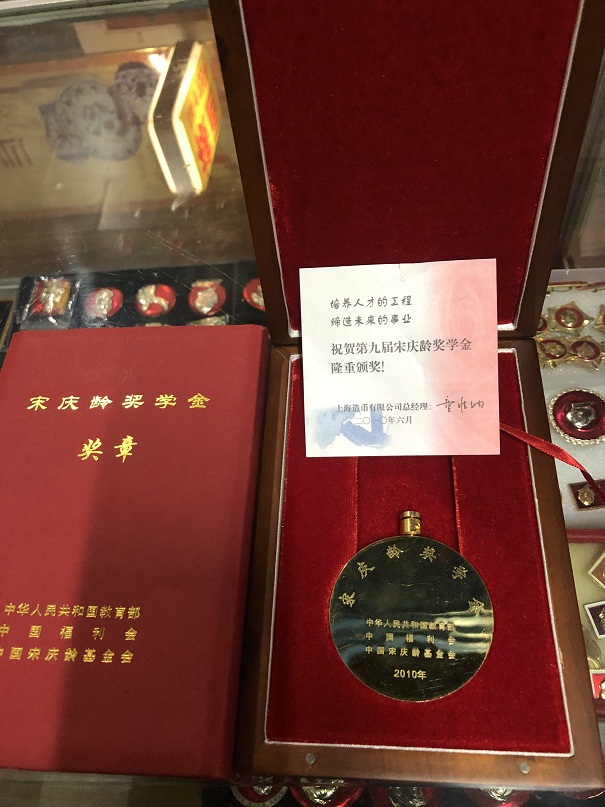 宋庆龄奖学金
奖章
中华人民共和国教育部
中国福利会
中国宋庆龄基金会
培养人才的工程
缔造未来的事业
祝贺第九届宋庆龄奖学金
隆重颁奖!
上海造币有限公司总经理:
二〇一〇年六月
宋庆龄奖学金
中华人民共和国教育部
中国福利会
中国宋庆龄基金会
2010年